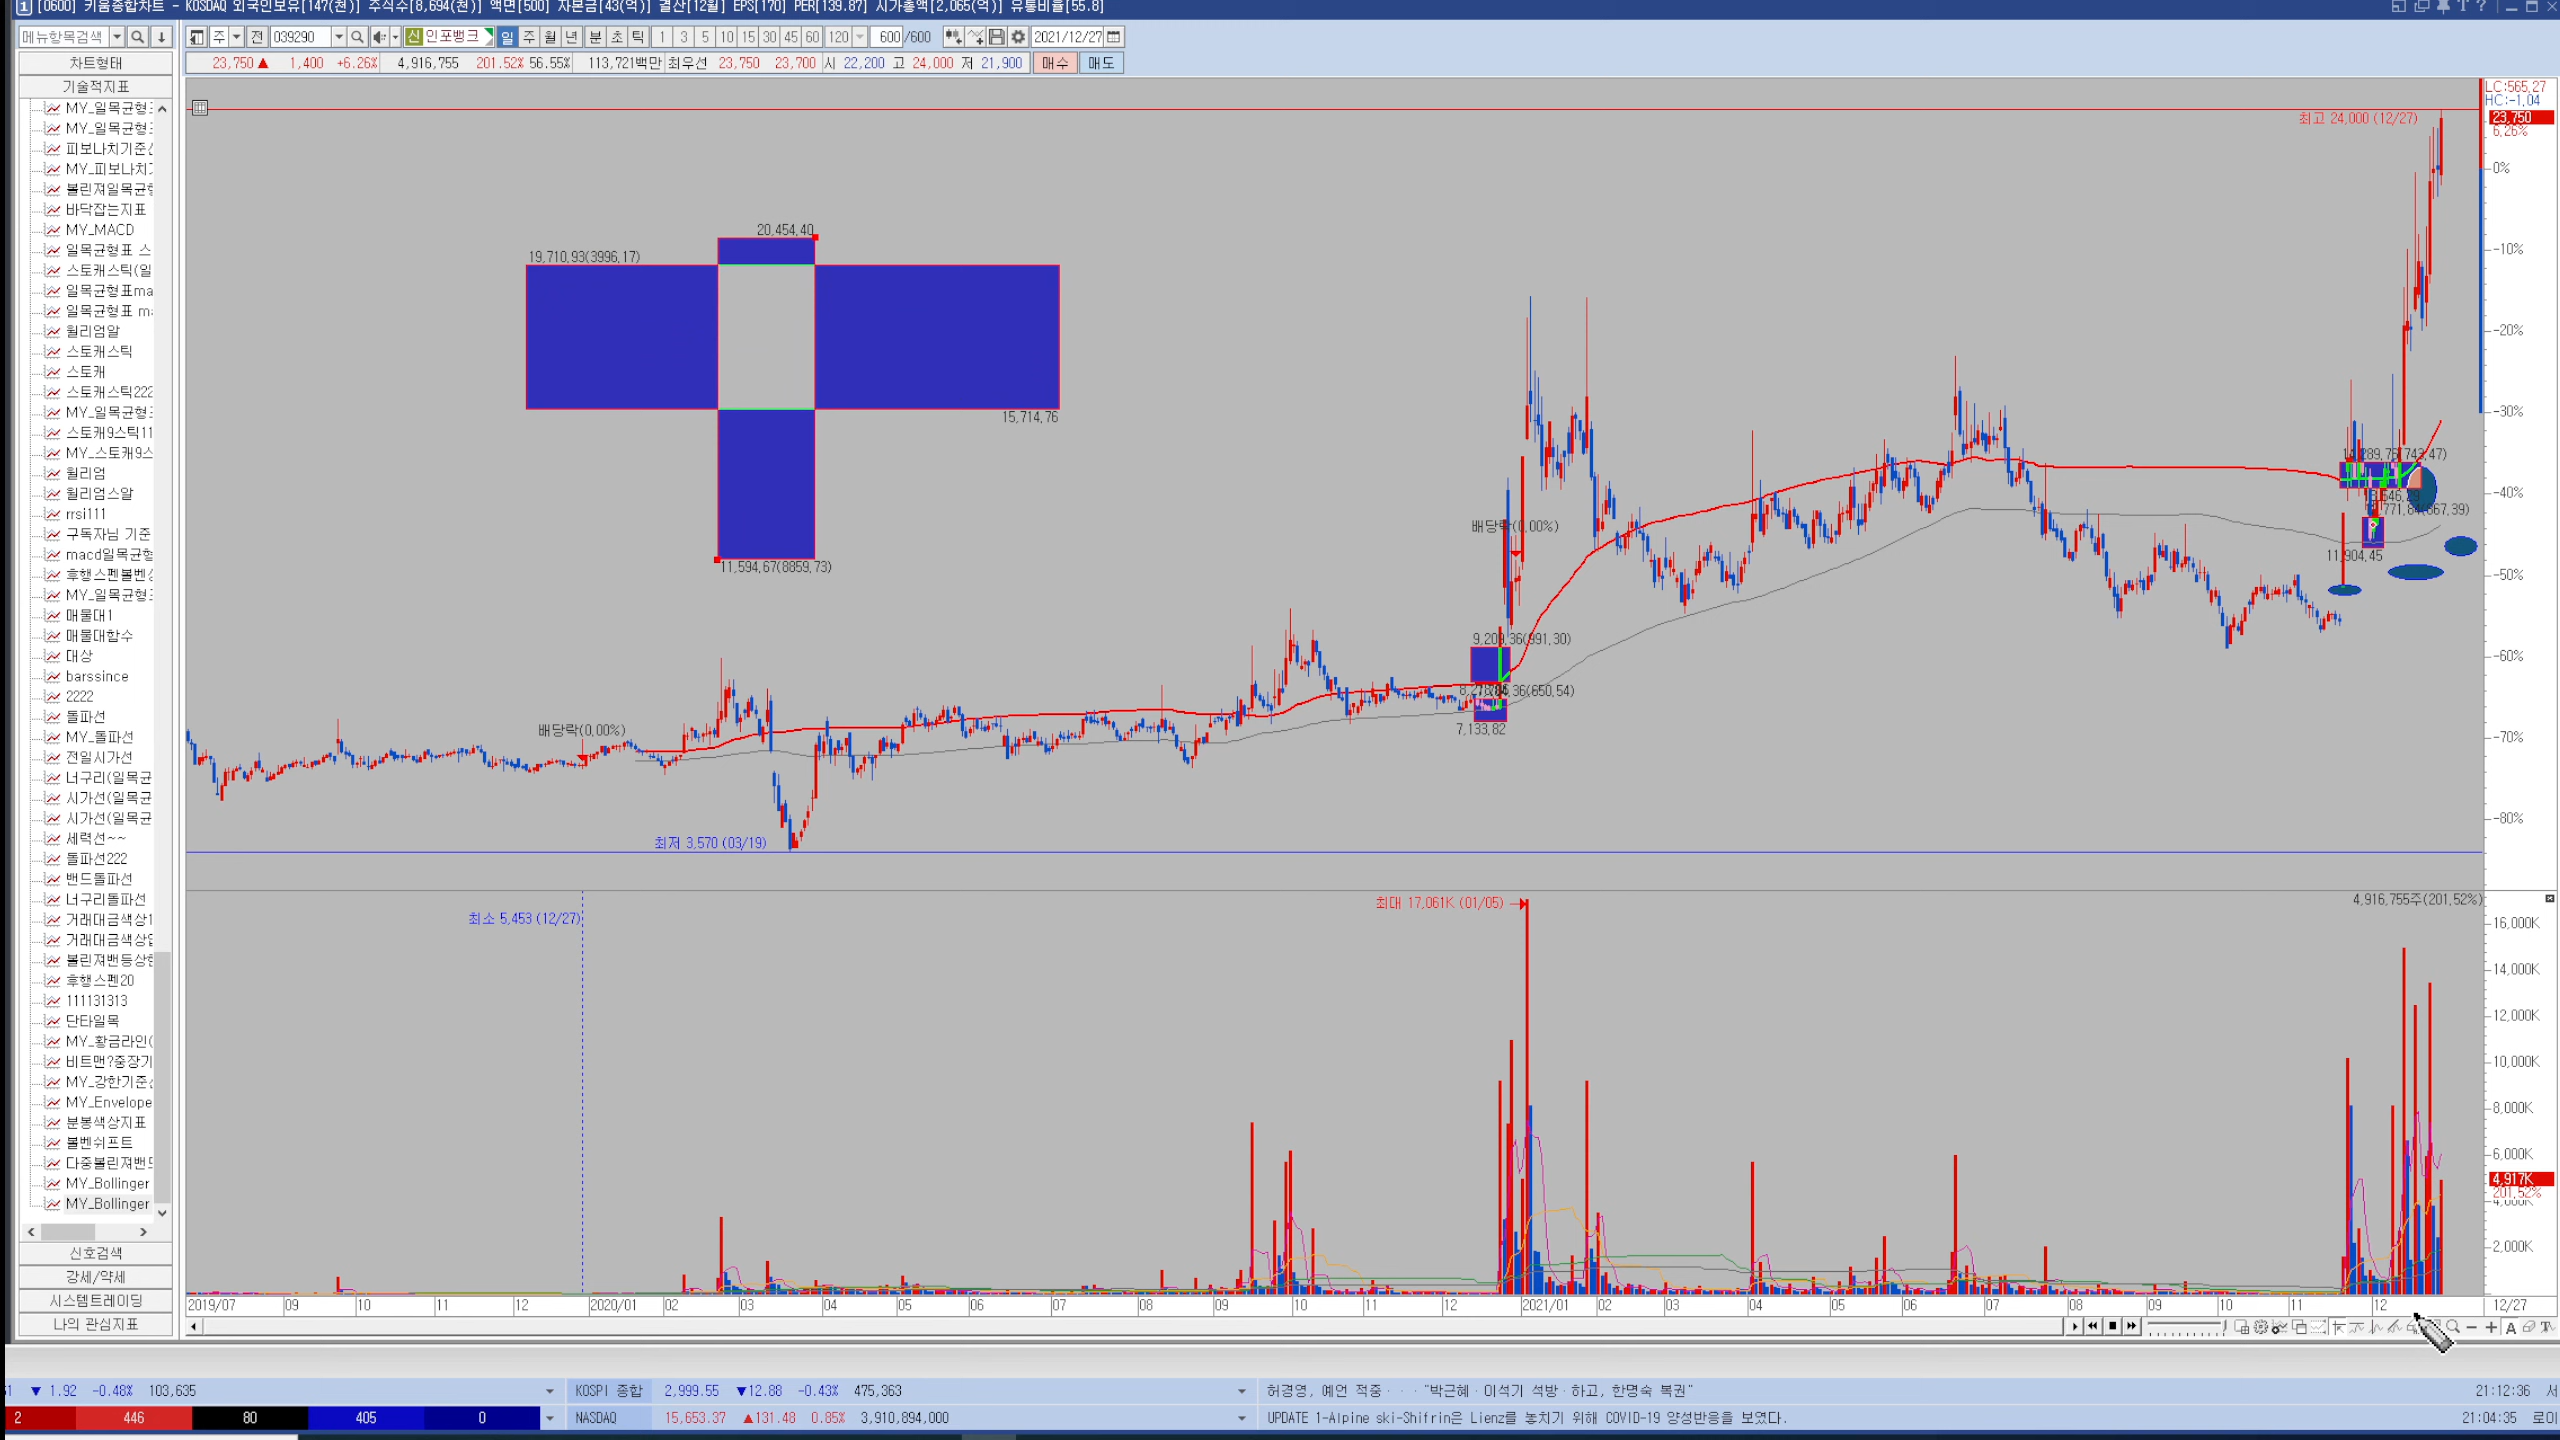 [0600] 키움종합차트 - KOSDAQ 외국인보유[147(천)] 주식수[8,694(천)] 액면[500] 자본금[43(억)] 결산[12월] EPS[170] PER[139.87] 시가총액[2,065(억)] 유통비율[55.8]
메뉴항목검색 주 전 039290 신 인포뱅크 일 주 월 년 분 초 틱 1 3 5 10 15 30 45 60 120 600 /600 2021/12/27
23,750 ▲ 1,400 +6.26% 4,916,755 201.52% 56.55% 113,721백만 최우선 23,750 23,700 시 22,200 고 24,000 저 21,900 매수 매도
차트형태
기술적지표
MY_일목균형
MY_일목균형
피보나치기준
MY_피보나치
볼린져일목균
바닥잡는지표
MY_MACD
일목균형표 스
스토캐스틱(일
일목균형표ma
일목균형표 m
윌리엄알
스토캐스틱
스토캐
스토캐스틱222
MY_일목균형
스토캐9스틱11
MY_스토캐9스
윌리엄
윌리엄스알
rrsi111
구독자님 기준
macd일목균형
후행스펜볼벤
MY_일목균형
매물대1
매물대합수
대상
barssince
2222
돌파선
MY_돌파선
전일시가선
너구리(일목균
시가선(일목균
시가선(일목균
세력선~~
돌파선222
밴드돌파선
너구리돌파선
거래대금색상1
거래대금색상
볼린져밴등상
후행스펜20
111131313
단타일목
MY_황금라인(
비트맨?중장기
MY_강한기준
MY_Envelope
분봉색상지표
볼벤쉬프트
다중볼린져밴
MY_Bollinger
MY_Bollinger
신호검색
강세/약세
시스템트레이딩
나의 관심지표
LC:565.27
HC:-1.04
최고 24,000 (12/27)
23,750
6.26%
0%
-10%
-20%
-30%
-40%
-50%
-60%
-70%
-80%
20,454.40
19,710.93(3996.17)
15,714.76
11,594.67(8859.73)
배당락(0.00%)
9,209.36(991.30)
7,133.82
11,904.45
배당락(0.00%)
최저 3,570 (03/19)
최소 5,453 (12/27)
최대 17,061K (01/05)
4,916,755주(201.52%)
16,000K
14,000K
12,000K
10,000K
8,000K
6,000K
4,917K
201.52%
4,000K
2,000K
2019/07 09 10 11 12 2020/01 02 03 04 05 06 07 08 09 10 11 12 2021/01 02 03 04 05 06 07 08 09 10 11 12 12/27
▼ 1.92 -0.48% 103,635 KOSPI 종합 2,999.55 ▼12.88 -0.43% 475,363 허경영, 예언 적중· · ·"박근혜·이석기 석방·하고, 한명숙 복권" 21:12:36 서
2 446 80 405 0 NASDAQ 15,653.37 ▲131.48 0.85% 3,910,894,000 UPDATE 1-Alpine ski-Shifrin은 Lienz를 놓치기 위해 COVID-19 양성반응을 보였다. 21:04:35 로이